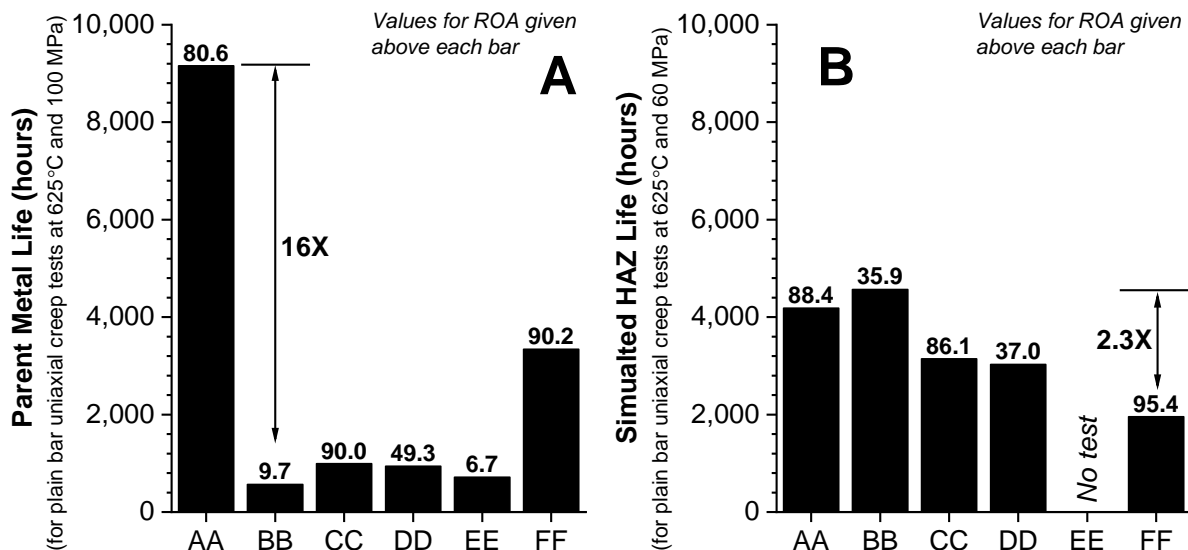 Parent Metal Life (hours)
(for plain bar uniaxial creep tests at 625°C and 100 MPa)
10,000
8,000
6,000
4,000
2,000
0
Values for ROA given
above each bar
A
80.6
16X
9.7
90.0
49.3
6.7
90.2
AA BB CC DD EE FF
Simualted HAZ Life (hours)
(for plain bar uniaxial creep tests at 625°C and 60 MPa)
10,000
8,000
6,000
4,000
2,000
0
Values for ROA given
above each bar
B
88.4
35.9
86.1
37.0
No test
2.3X
95.4
AA BB CC DD EE FF